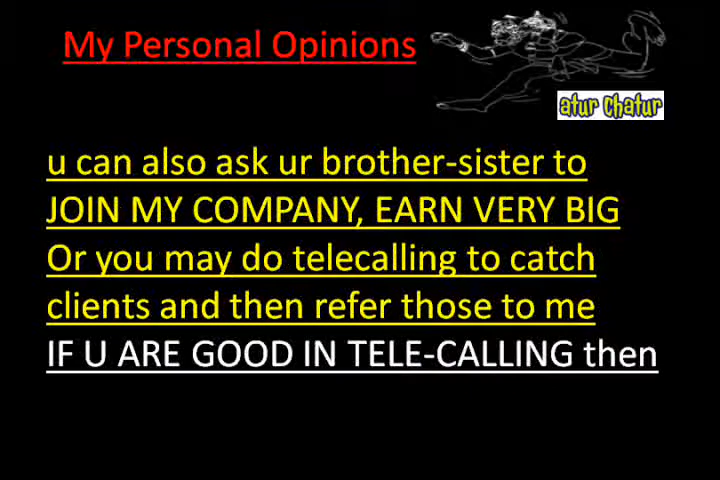 My Personal Opinions
atur chatur
u can also ask ur brother-sister to
JOIN MY COMPANY, EARN VERY BIG
Or you may do telecalling to catch
clients and then refer those to me
IF U ARE GOOD IN TELE-CALLING then